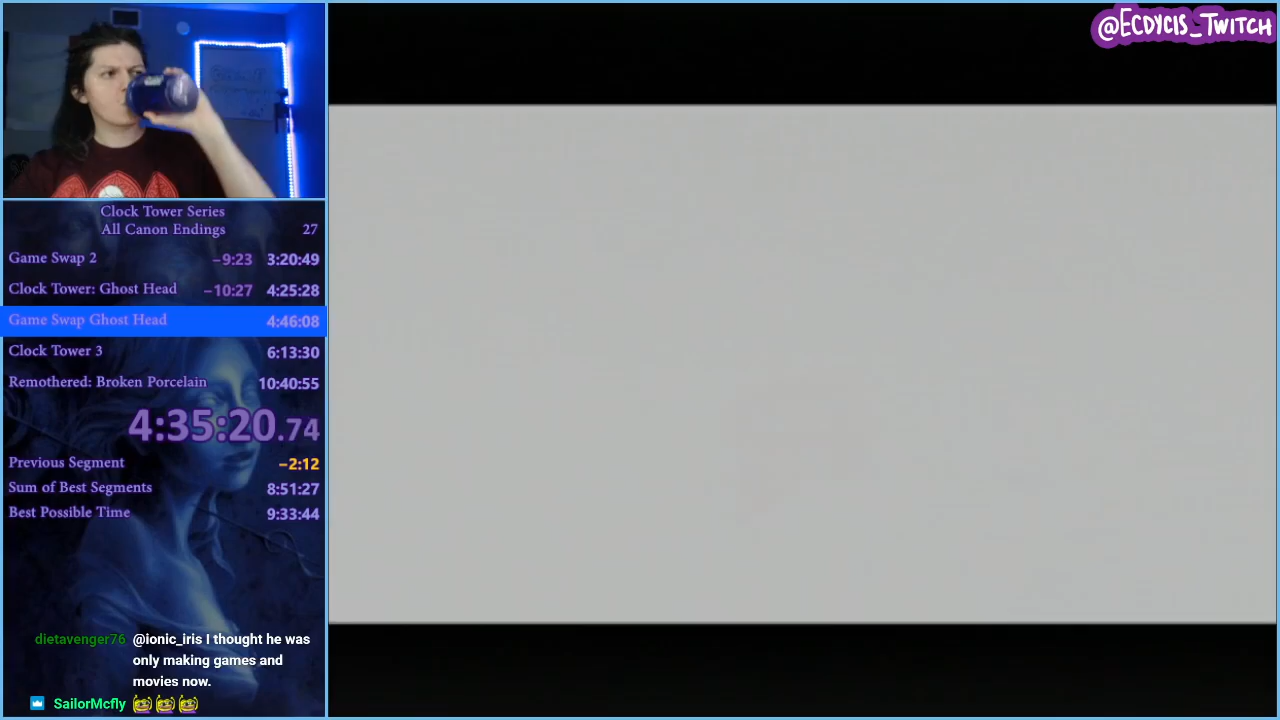 @Ecdycis_Twitch
Clock Tower Series
All Canon Endings 27
Game Swap 2 −9:23 3:20:49
Clock Tower: Ghost Head −10:27 4:25:28
Game Swap Ghost Head 4:46:08
Clock Tower 3 6:13:30
Remothered: Broken Porcelain 10:40:55
4:35:20.74
Previous Segment −2:12
Sum of Best Segments 8:51:27
Best Possible Time 9:33:44
dietavenger76 @ionic_iris I thought he was
only making games and
movies now.
SailorMcfly